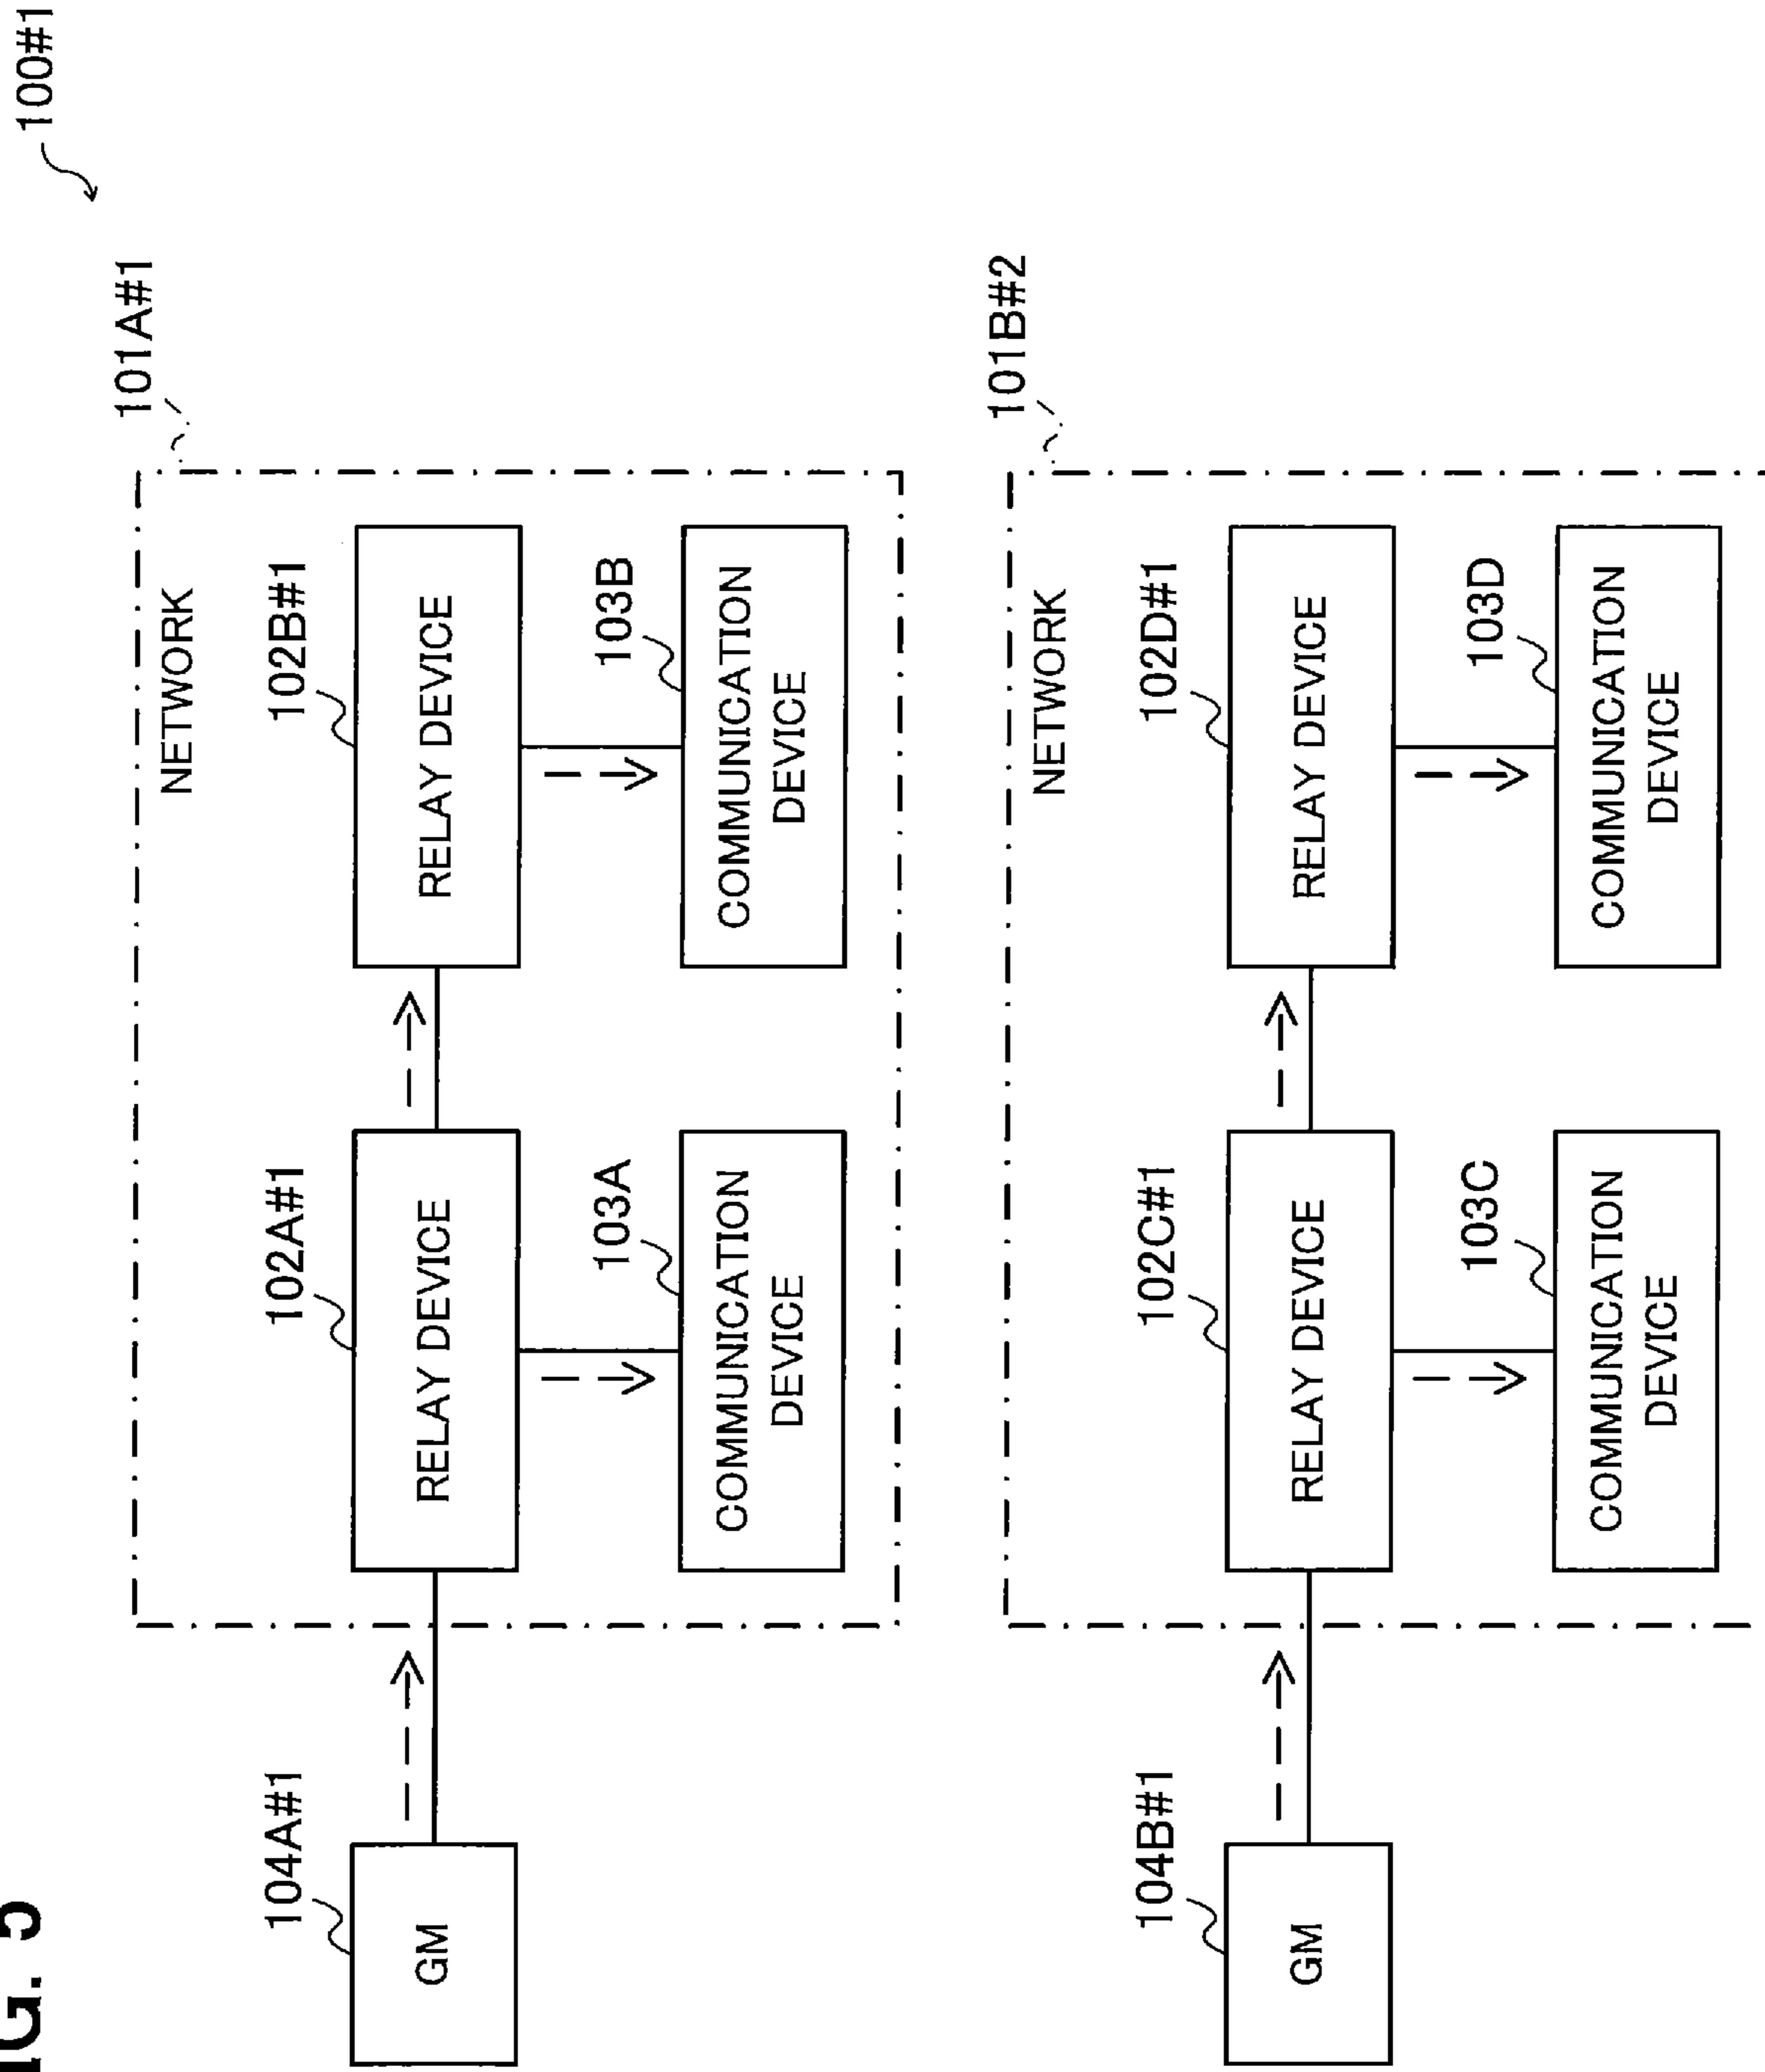 IG. 5
100#1
101A#1
NETWORK
104A#1
GM
102A#1
RELAY DEVICE
102B#1
RELAY DEVICE
103A
COMMUNICATION
DEVICE
103B
COMMUNICATION
DEVICE
101B#2
NETWORK
104B#1
GM
102C#1
RELAY DEVICE
102D#1
RELAY DEVICE
103C
COMMUNICATION
DEVICE
103D
COMMUNICATION
DEVICE